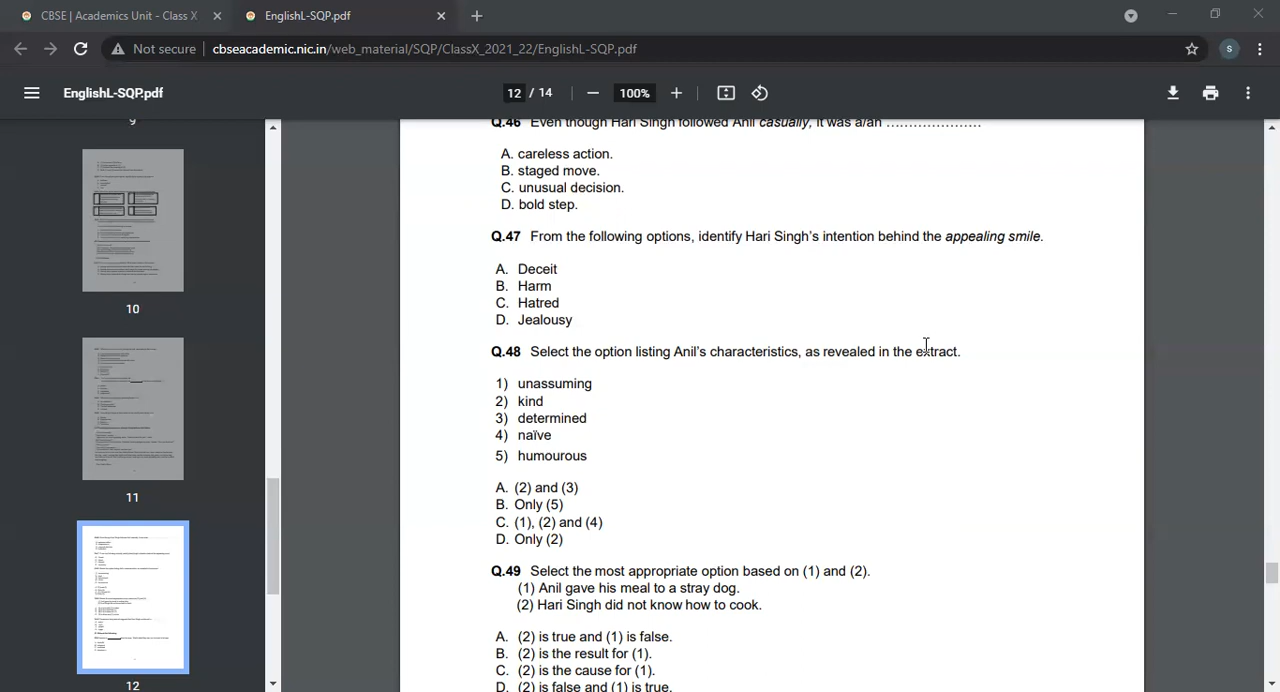 CBSE | Academics Unit - Class X
EnglishL-SQP.pdf
Not secure
cbseacademic.nic.in/web_material/SQP/ClassX_2021_22/EnglishL-SQP.pdf
S
EnglishL-SQP.pdf
12 / 14
100%
9
10
11
12
Q.46 Even though Hari Singh followed Anil casually, it was a/an …………………
A. careless action.
B. staged move.
C. unusual decision.
D. bold step.
Q.47 From the following options, identify Hari Singh's intention behind the appealing smile.
A. Deceit
B. Harm
C. Hatred
D. Jealousy
Q.48 Select the option listing Anil's characteristics, as revealed in the extract.
1) unassuming
2) kind
3) determined
4) naïve
5) humourous
A. (2) and (3)
B. Only (5)
C. (1), (2) and (4)
D. Only (2)
Q.49 Select the most appropriate option based on (1) and (2).
(1) Anil gave his meal to a stray dog.
(2) Hari Singh did not know how to cook.
A. (2) is true and (1) is false.
B. (2) is the result for (1).
C. (2) is the cause for (1).
D. (2) is false and (1) is true.